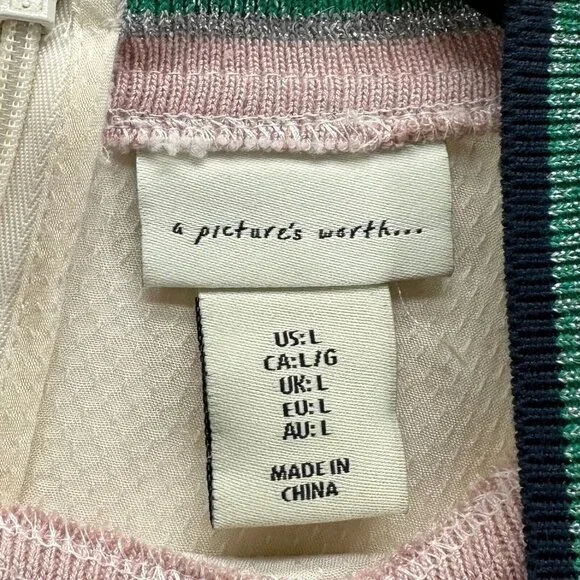 a picture's worth...
US: L
CA: L/G
UK: L
EU: L
AU: L
MADE IN
CHINA